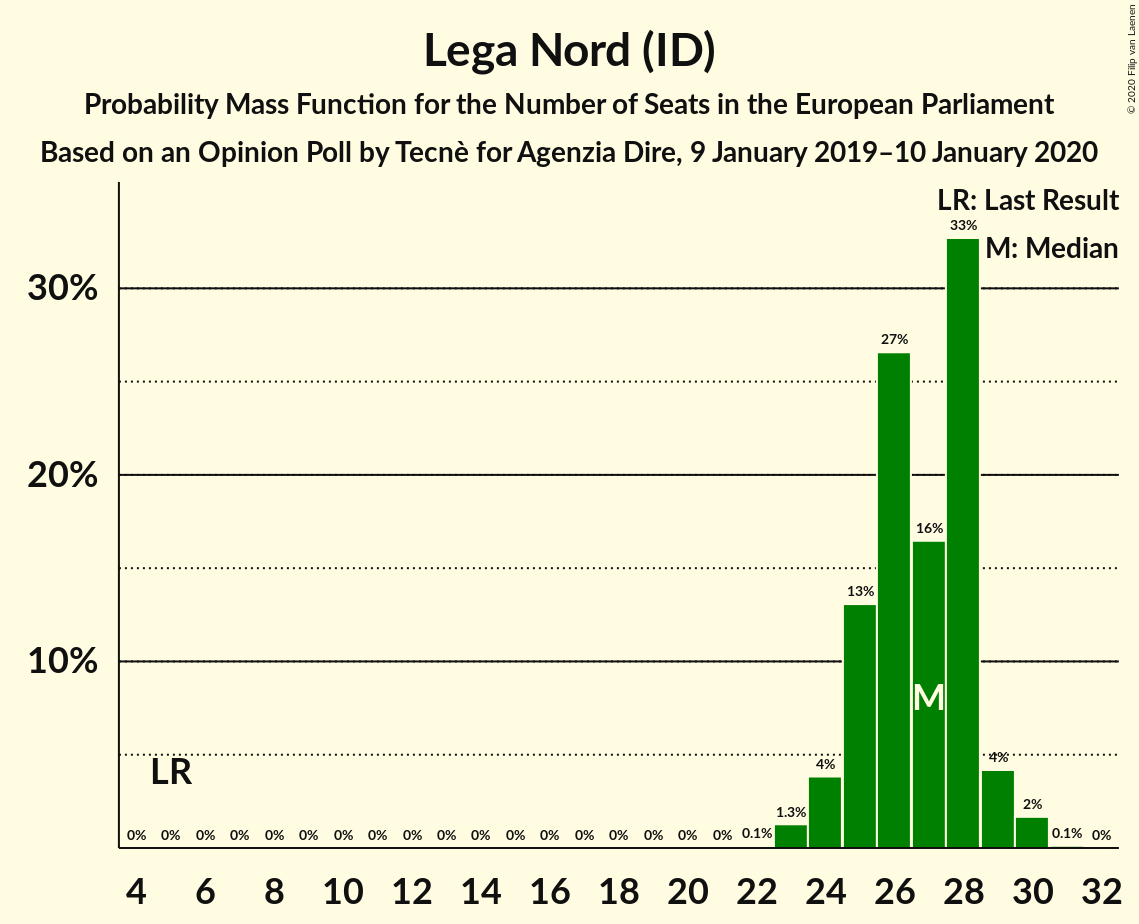 Lega Nord (ID)
Probability Mass Function for the Number of Seats in the European Parliament
Based on an Opinion Poll by Tecnè for Agenzia Dire, 9 January 2019–10 January 2020
© 2020 Filip van Laenen
LR: Last Result
M: Median
33%
30%
27%
20%
16%
13%
10%
M
LR
4%
4%
2%
1.3%
0% 0% 0% 0% 0% 0% 0% 0% 0% 0% 0% 0% 0% 0% 0% 0% 0% 0% 0.1% 0.1% 0%
4 6 8 10 12 14 16 18 20 22 24 26 28 30 32